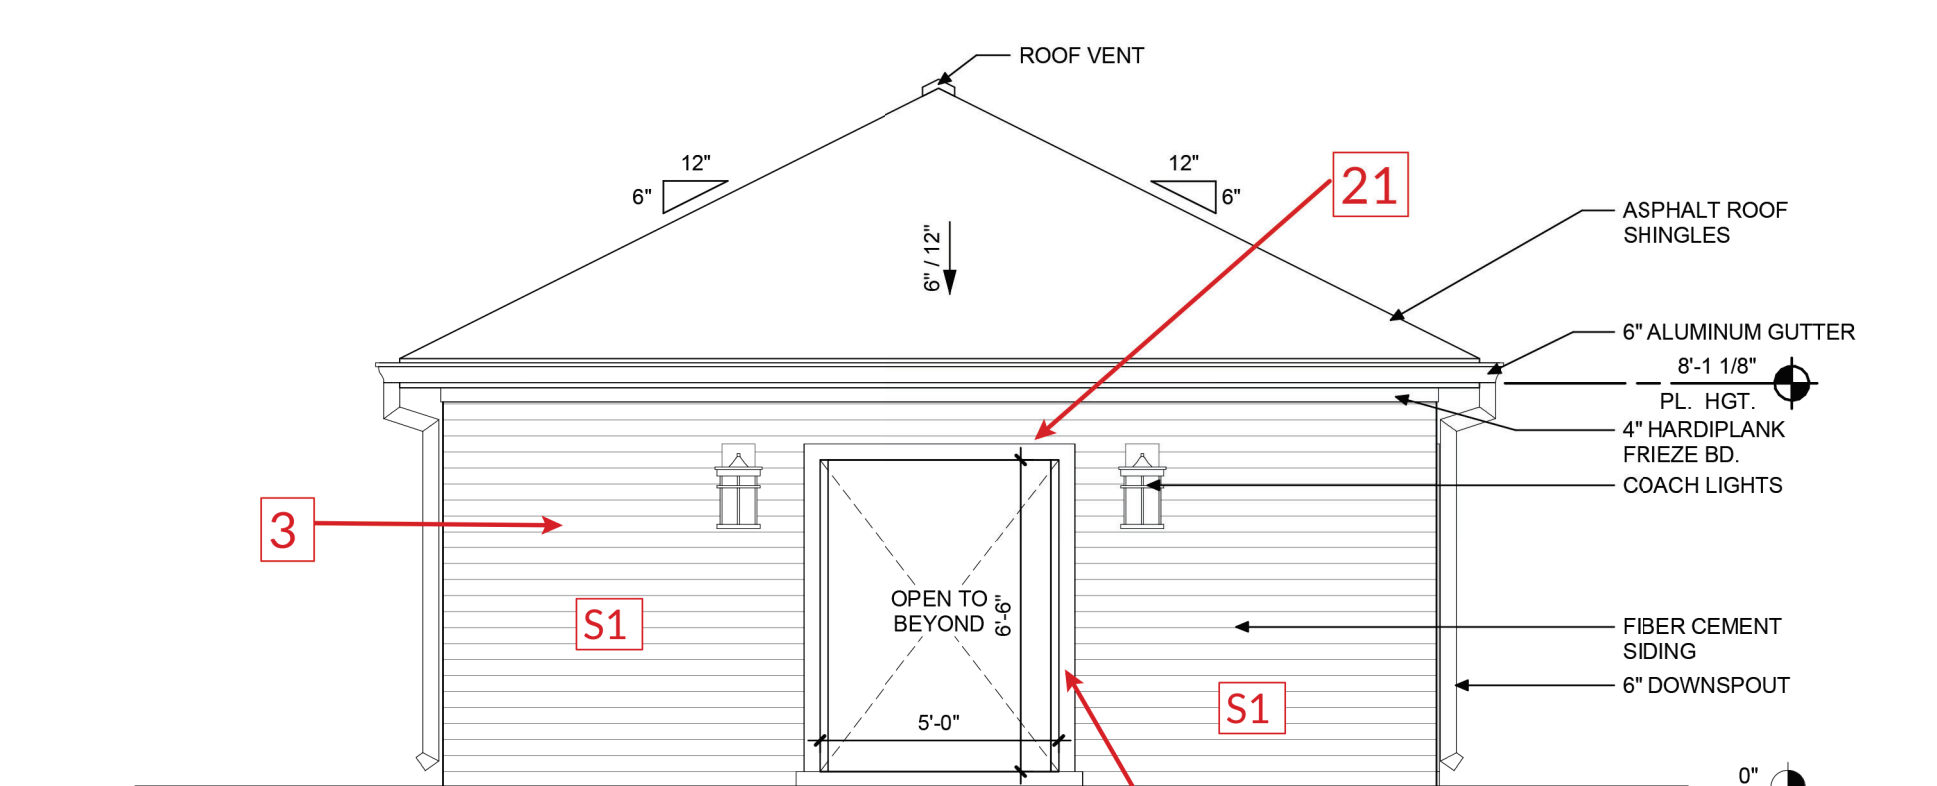 ROOF VENT
12"
6"
12"
6"
21
6" / 12"
ASPHALT ROOF
SHINGLES
6" ALUMINUM GUTTER
8'-1 1/8"
PL. HGT.
4" HARDIPLANK
FRIEZE BD.
COACH LIGHTS
3
S1
OPEN TO
BEYOND
6'-6"
5'-0"
S1
FIBER CEMENT
SIDING
6" DOWNSPOUT
0"